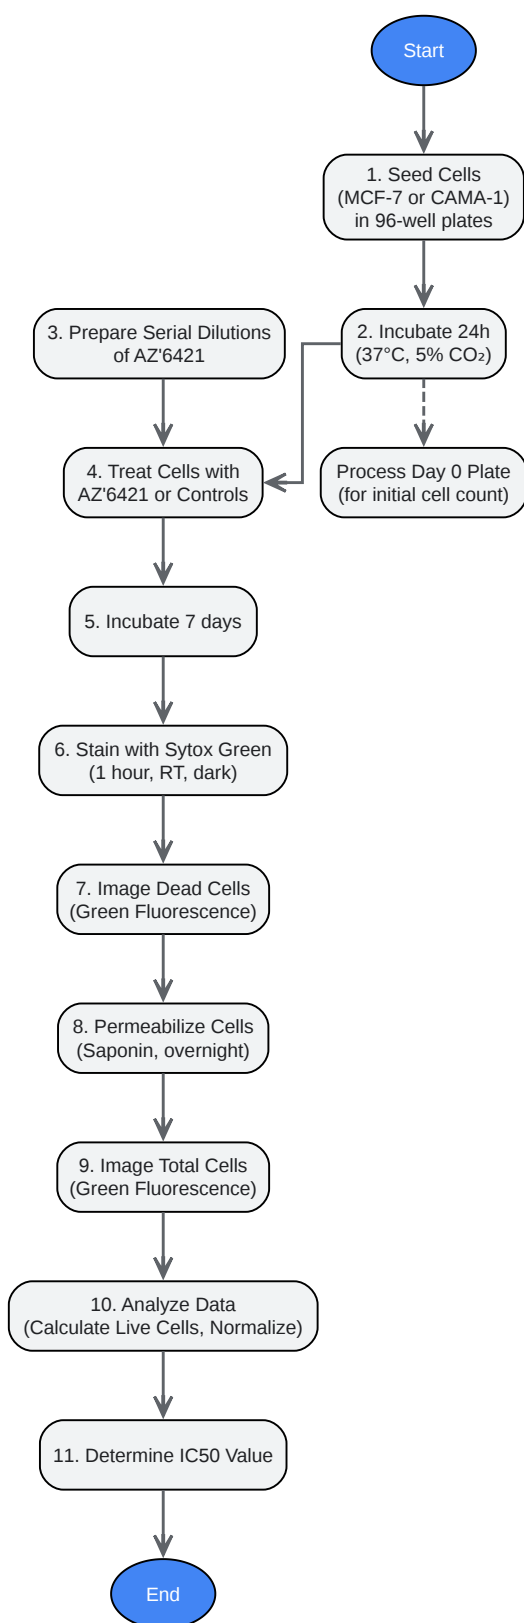 Start
1. Seed Cells
(MCF-7 or CAMA-1)
in 96-well plates
3. Prepare Serial Dilutions
of AZ'6421
2. Incubate 24h
(37°C, 5% CO₂)
4. Treat Cells with
AZ'6421 or Controls
Process Day 0 Plate
(for initial cell count)
5. Incubate 7 days
6. Stain with Sytox Green
(1 hour, RT, dark)
7. Image Dead Cells
(Green Fluorescence)
8. Permeabilize Cells
(Saponin, overnight)
9. Image Total Cells
(Green Fluorescence)
10. Analyze Data
(Calculate Live Cells, Normalize)
11. Determine IC50 Value
End